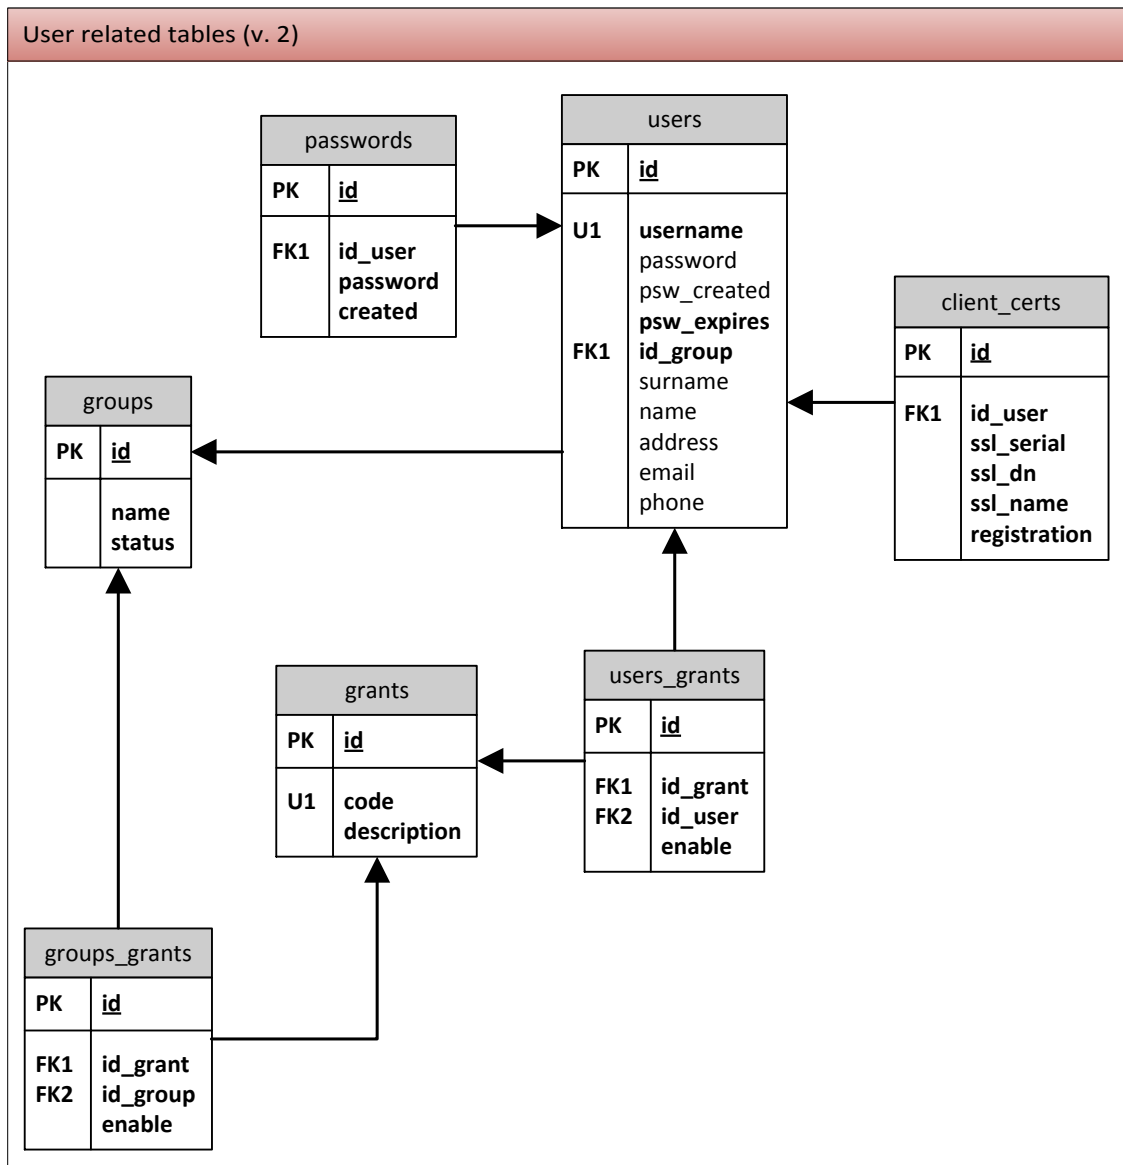 User related tables (v. 2)
passwords
PK id
FK1 id_user
password
created
users
PK id
U1 username
password
psw_created
psw_expires
FK1 id_group
surname
name
address
email
phone
client_certs
PK id
FK1 id_user
ssl_serial
ssl_dn
ssl_name
registration
groups
PK id
name
status
grants
PK id
U1 code
description
users_grants
PK id
FK1 id_grant
FK2 id_user
enable
groups_grants
PK id
FK1 id_grant
FK2 id_group
enable